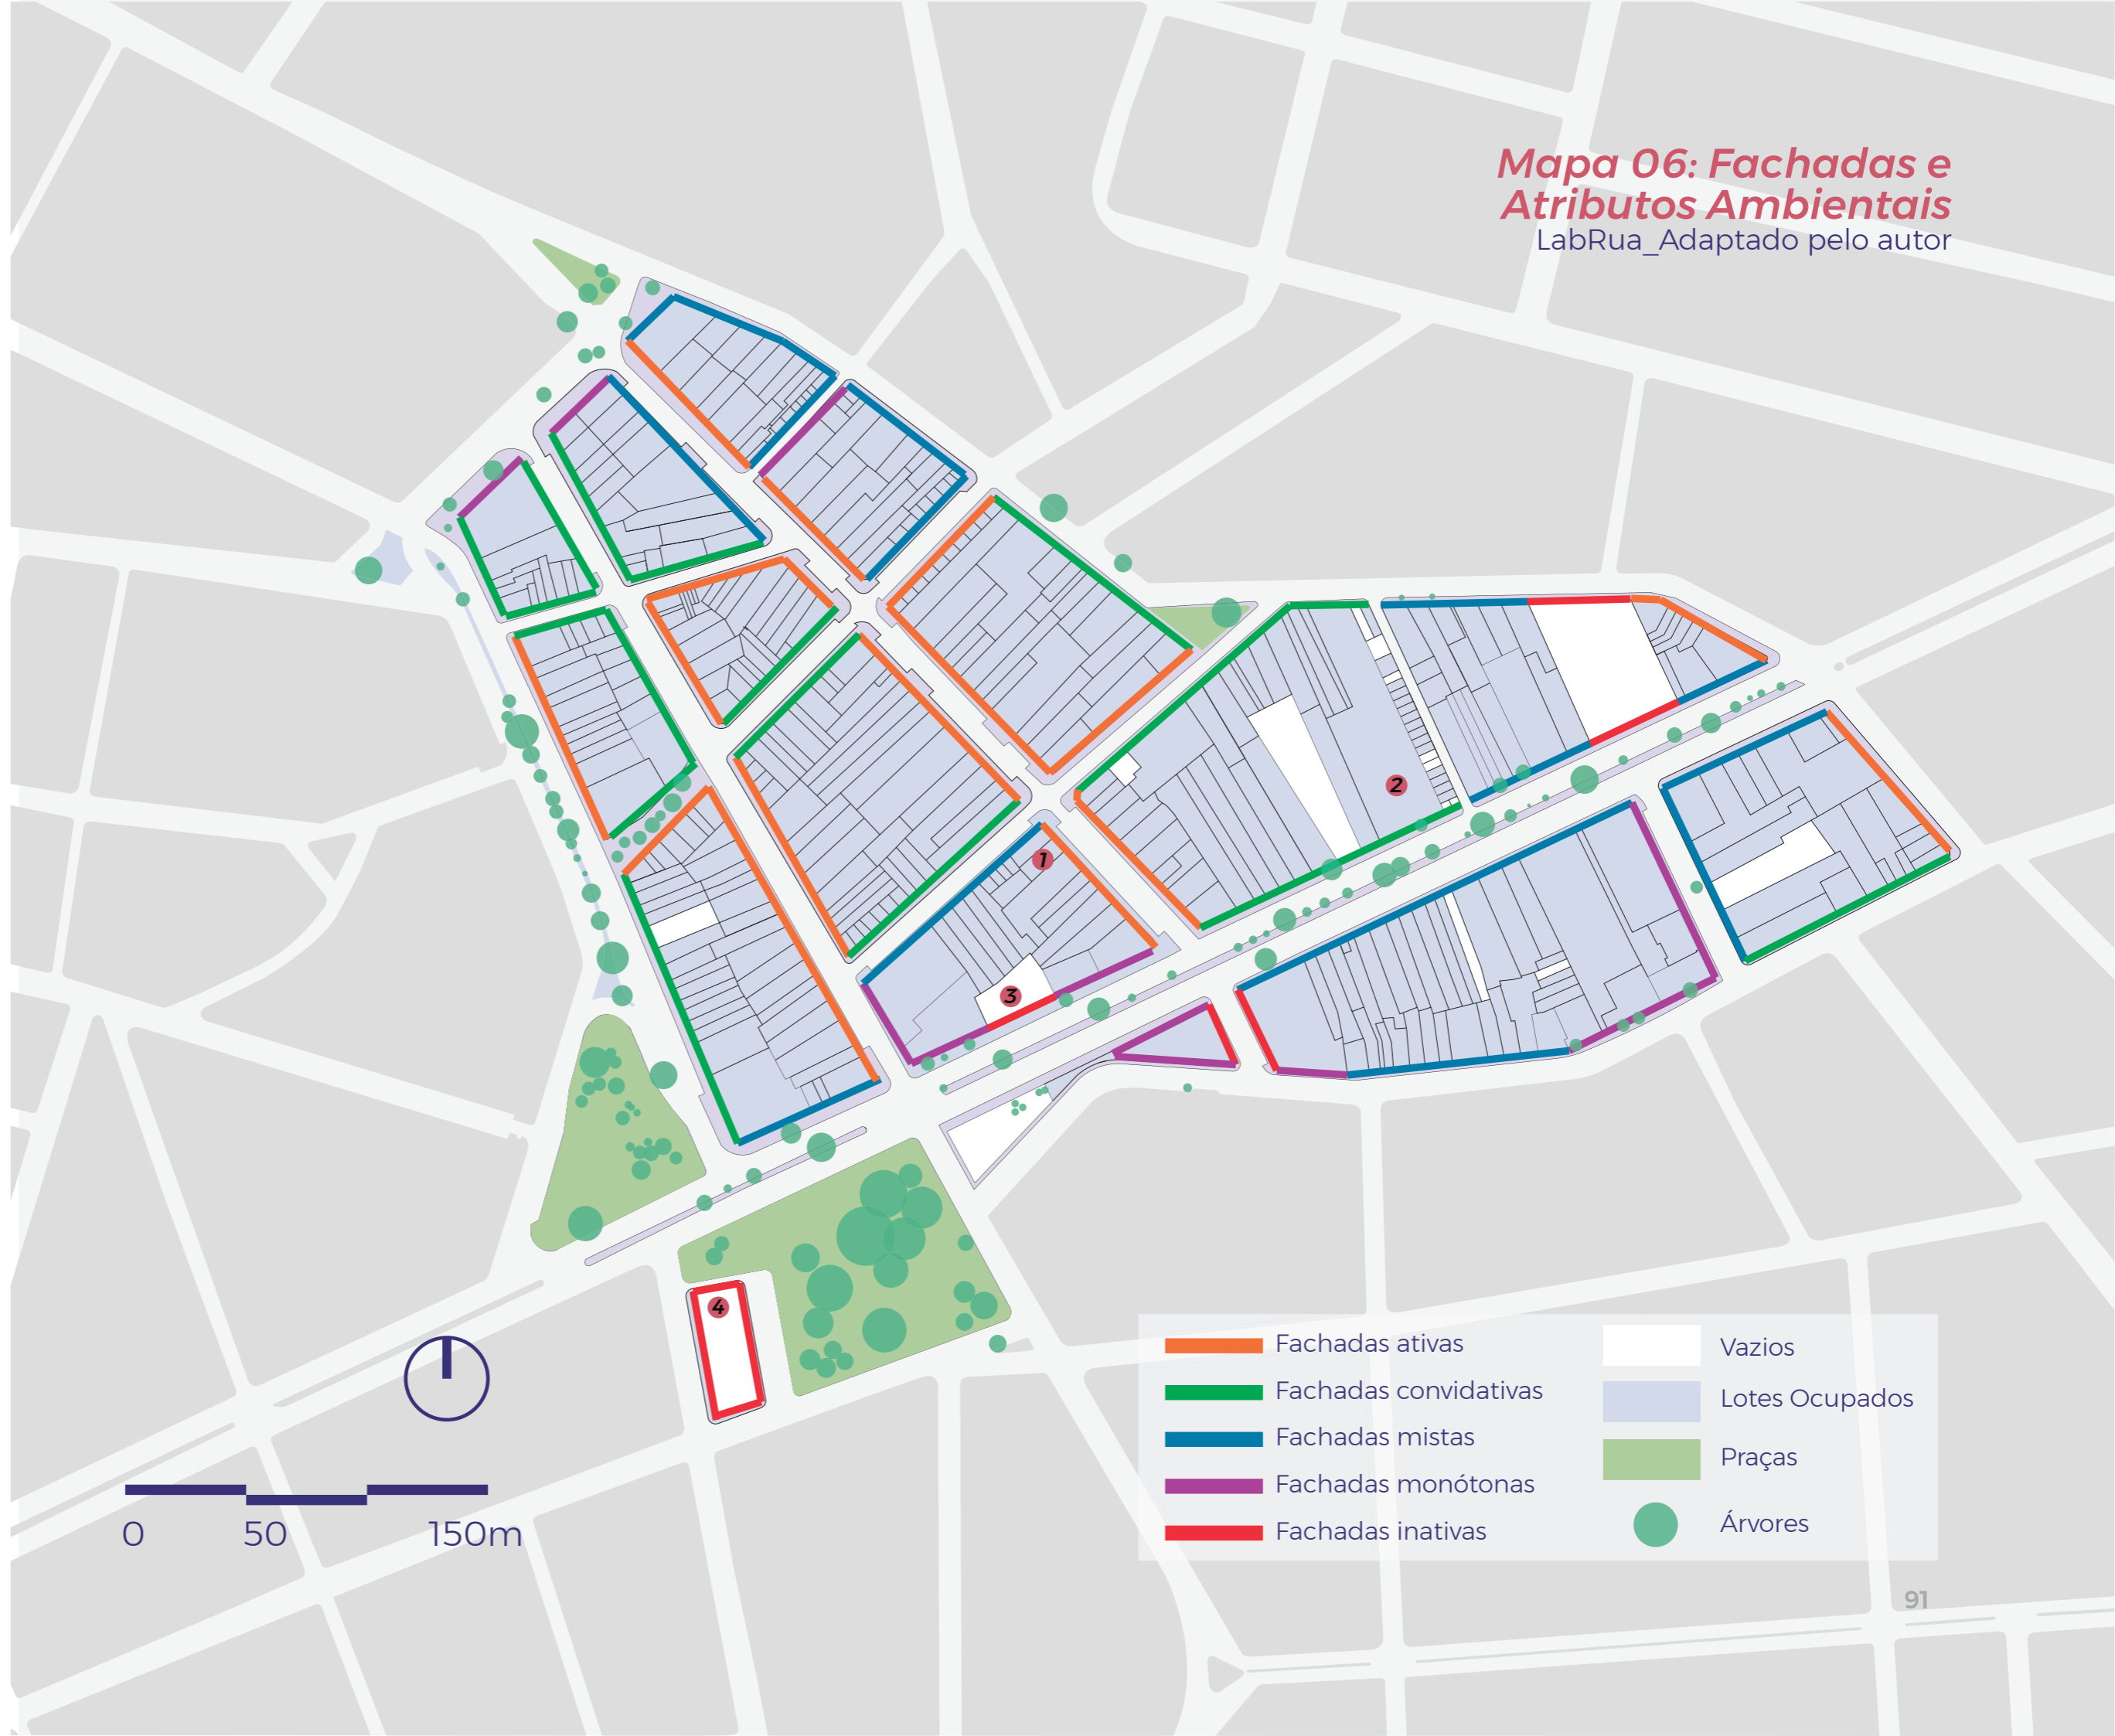 Mapa 06: Fachadas e
Atributos Ambientais
LabRua_Adaptado pelo autor
1
2
3
4
0 50 150m
Fachadas ativas
Fachadas convidativas
Fachadas mistas
Fachadas monótonas
Fachadas inativas
Vazios
Lotes Ocupados
Praças
Árvores
91